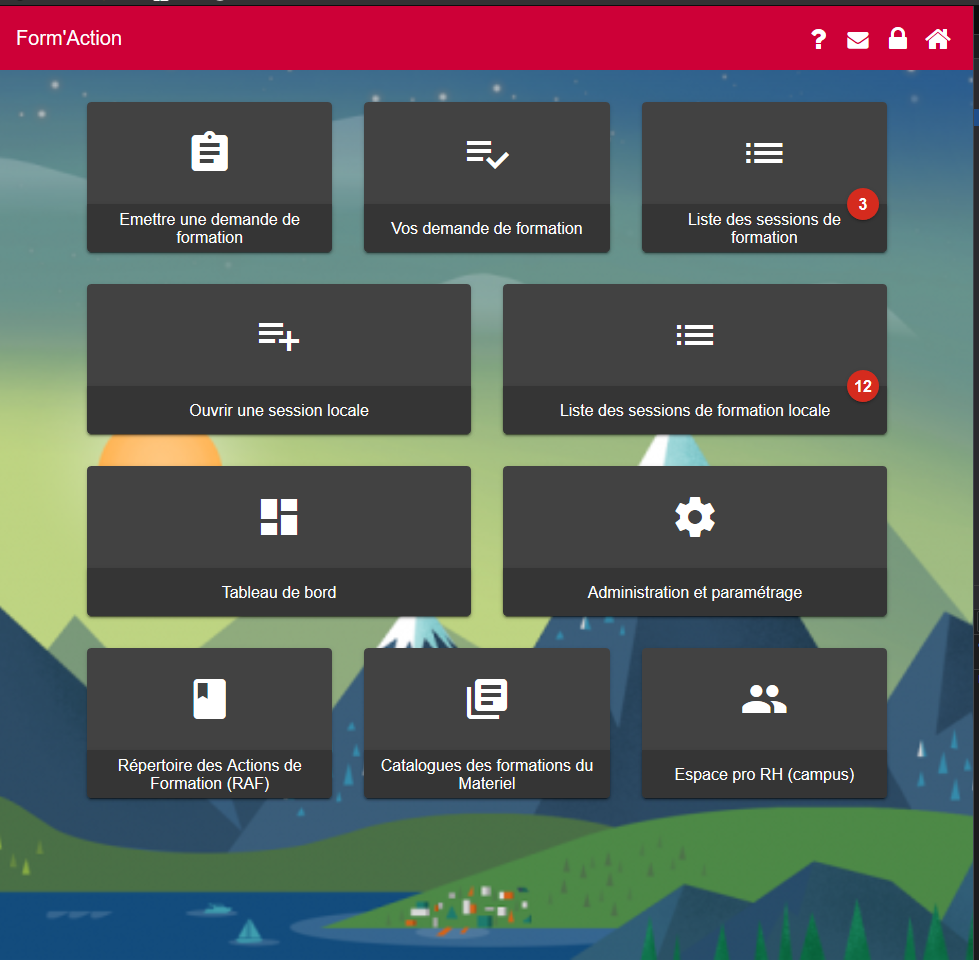 Form'Action
Emettre une demande de
formation
Vos demande de formation
3
Liste des sessions de
formation
Ouvrir une session locale
12
Liste des sessions de formation locale
Tableau de bord
Administration et paramétrage
Répertoire des Actions de
Formation (RAF)
Catalogues des formations du
Materiel
Espace pro RH (campus)